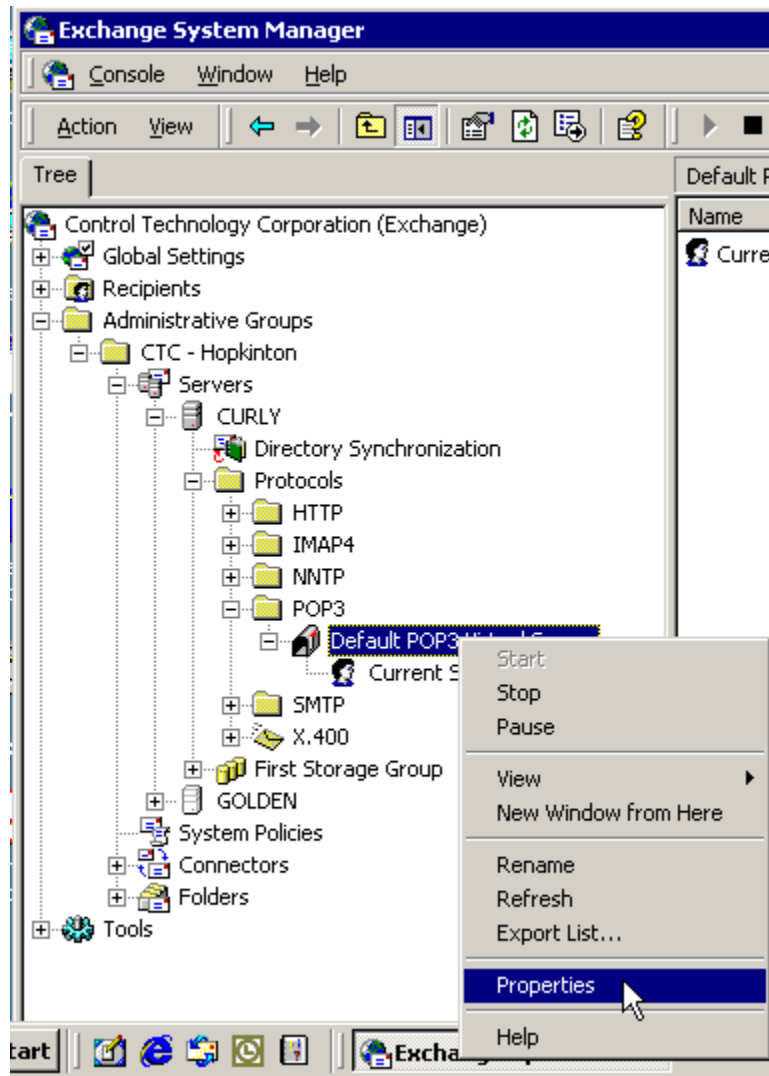 Exchange System Manager
Console Window Help
Action View
Tree
Default
Name
Control Technology Corporation (Exchange)
Global Settings
Recipients
Administrative Groups
CTC - Hopkinton
Servers
CURLY
Directory Synchronization
Protocols
HTTP
IMAP4
NNTP
POP3
Default POP3
Current
SMTP
X.400
First Storage Group
GOLDEN
System Policies
Connectors
Folders
Tools
Curre
Start
Stop
Pause
View
New Window from Here
Rename
Refresh
Export List...
Properties
Help
tart
Excha